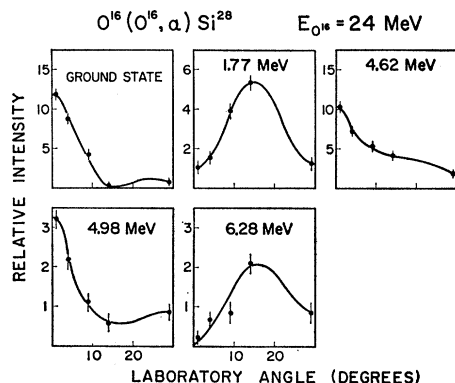 O¹⁶ (O¹⁶, α) Si²⁸ E_O¹⁶ = 24 MeV
RELATIVE INTENSITY
15
10
5
GROUND STATE
6
4
2
1.77 MeV
15
10
5
4.62 MeV
3
2
1
4.98 MeV
10 20
3
2
1
6.28 MeV
10 20
LABORATORY ANGLE (DEGREES)